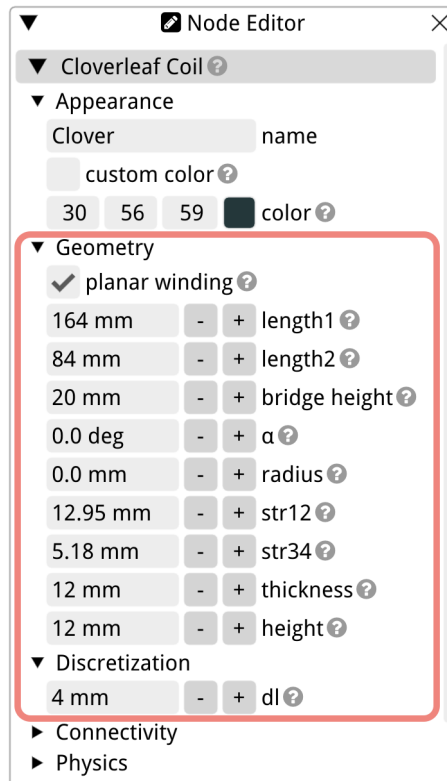 Node Editor
Cloverleaf Coil ?
Appearance
Clover name
custom color ?
30 56 59 color ?
Geometry
planar winding ?
164 mm - + length1 ?
84 mm - + length2 ?
20 mm - + bridge height ?
0.0 deg - + α ?
0.0 mm - + radius ?
12.95 mm - + str12 ?
5.18 mm - + str34 ?
12 mm - + thickness ?
12 mm - + height ?
Discretization
4 mm - + dl ?
Connectivity
Physics